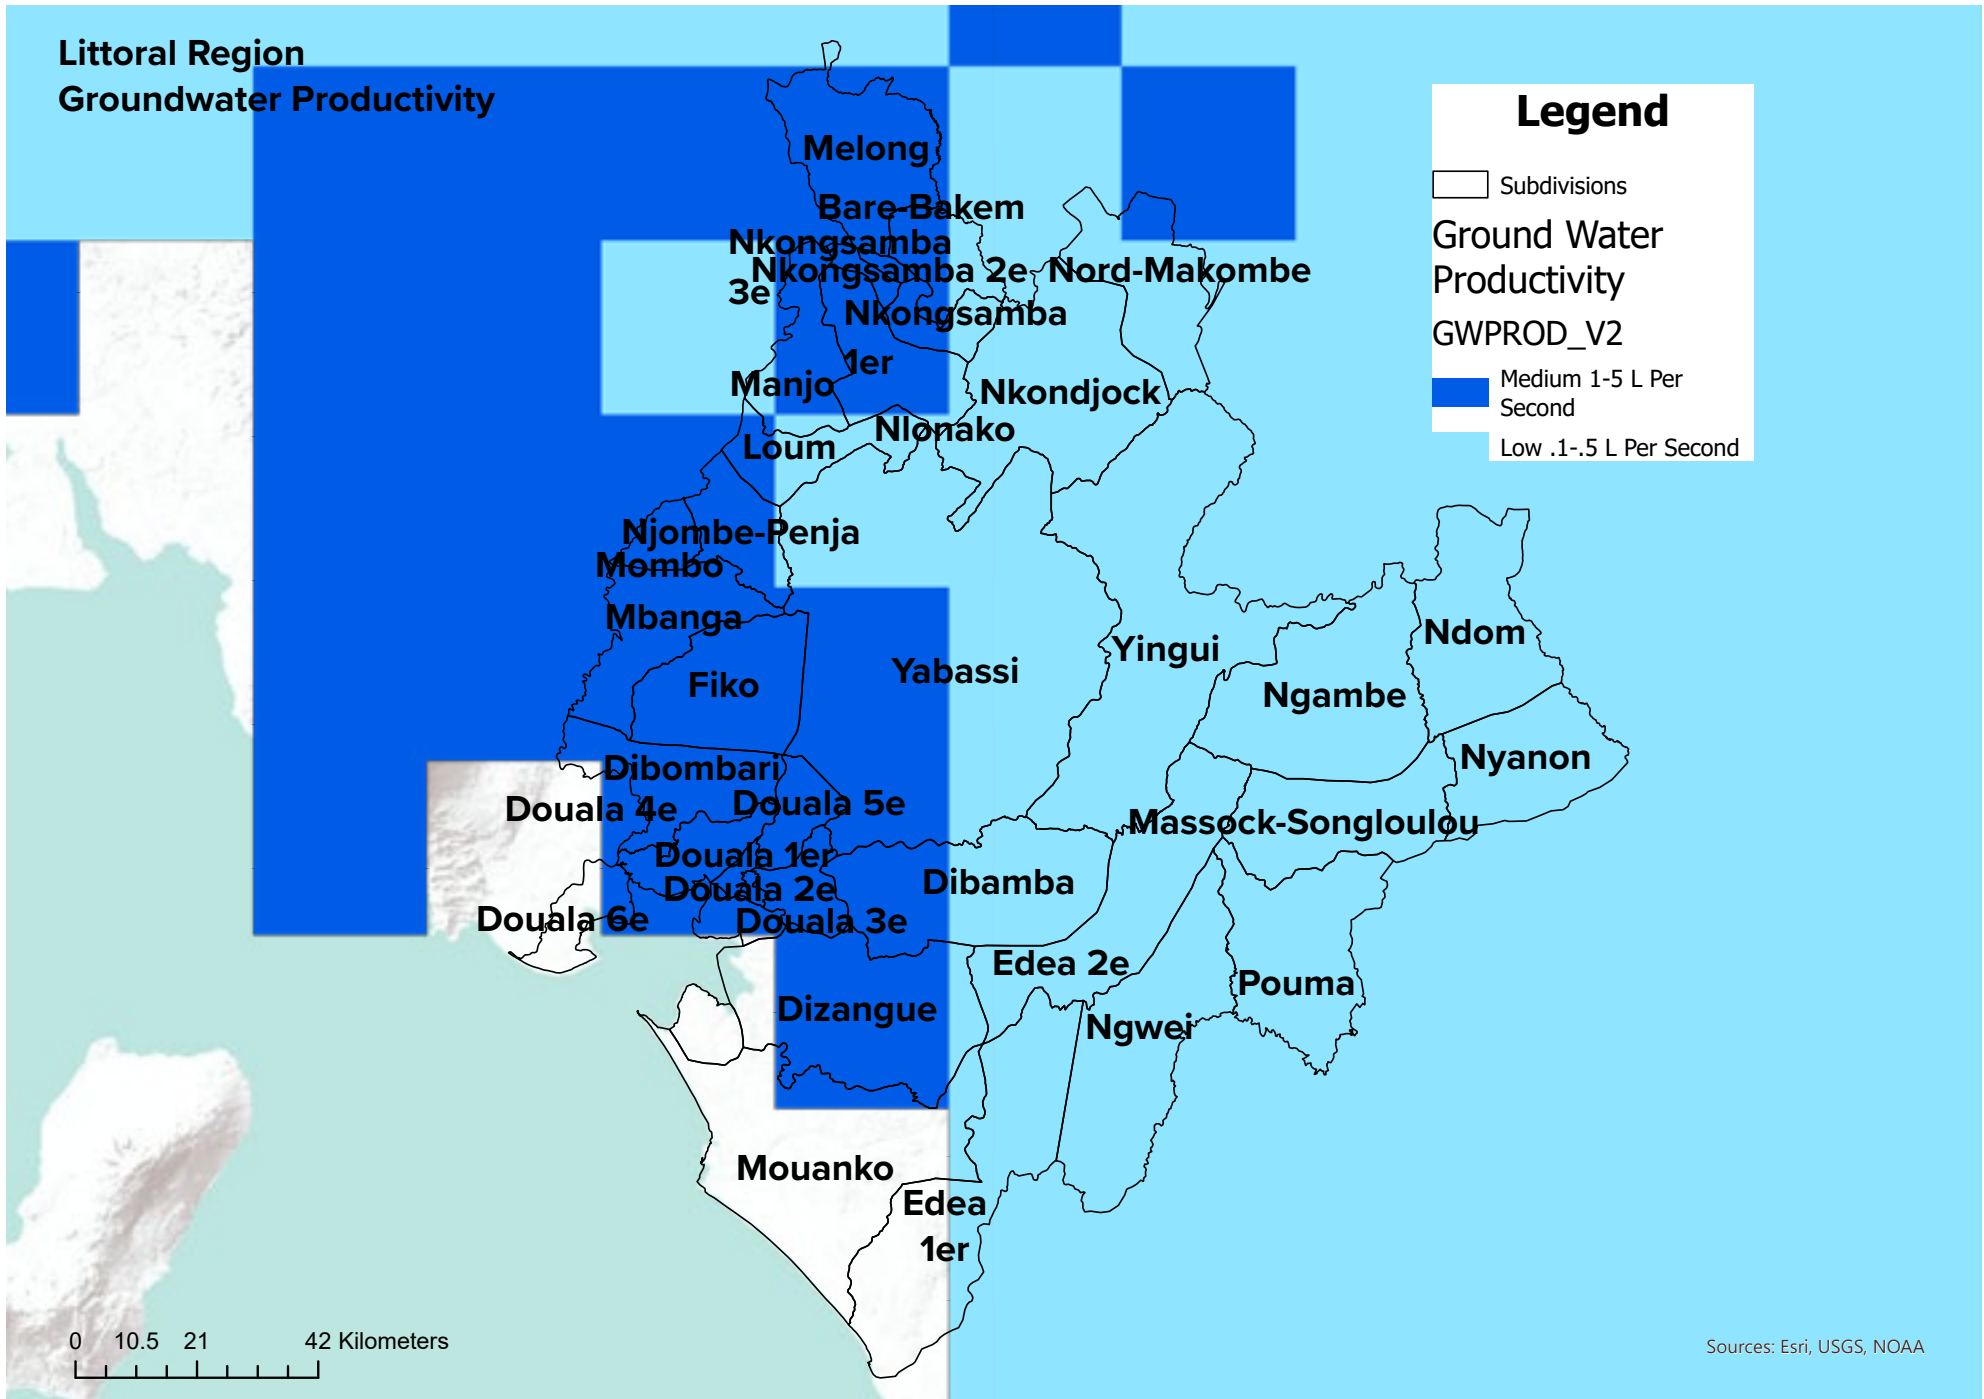 Littoral Region
Groundwater Productivity
Legend
Subdivisions
Ground Water
Productivity
GWPROD_V2
Medium 1-5 L Per
Second
Low .1-.5 L Per Second
Melong
Bare-Bakem
Nkongsamba
3e
Nkongsamba 2e
Nord-Makombe
Nkongsamba
1er
Manjo
Nkondjock
Nlonako
Loum
Njombe-Penja
Mombo
Mbanga
Ndom
Yingui
Yabassi
Fiko
Ngambe
Nyanon
Dibombari
Douala 4e
Douala 5e
Massock-Songloulou
Douala 1er
Dibamba
Douala 2e
Douala 6e
Douala 3e
Edea 2e
Pouma
Dizangue
Ngwei
Mouanko
Edea
1er
0 10.5 21 42 Kilometers
Sources: Esri, USGS, NOAA